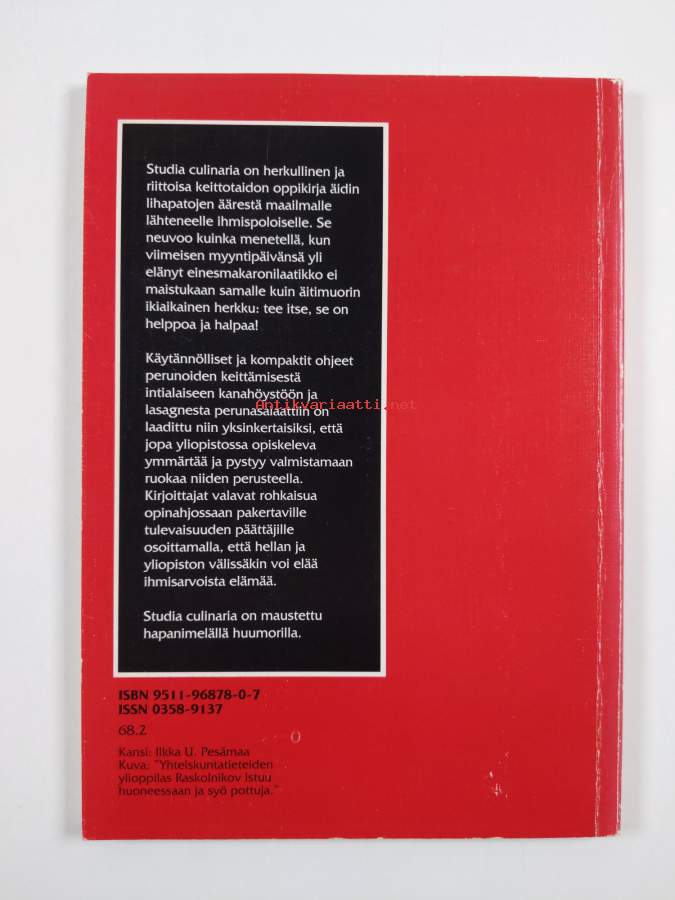 Studia culinaria on herkullinen ja
riittoisa keittotaidon oppikirja äidin
lihapatojen äärestä maailmalle
lähteneelle ihmispoloiselle. Se
neuvoo kuinka menetellä, kun
viimeisen myyntipäivänsä yli
elänyt einesmakaronilaatikko ei
maistukaan samalle kuin äitimuorin
ikiaikainen herkku: tee itse, se on
helppoa ja halpaa!
Käytännölliset ja kompaktit ohjeet
perunoiden keittämisestä
intialaiseen kanahöystöön ja
lasagnesta perunasalaattiin on
Antikvariaatti.net
laadittu niin yksinkertaisiksi, että
jopa yliopistossa opiskeleva
ymmärtää ja pystyy valmistamaan
ruokaa niiden perusteella.
Kirjoittajat valavat rohkaisua
opinahjossaan pakertaville
tulevaisuuden päättäjille
osoittamalla, että hellan ja
yliopiston välissäkin voi elää
ihmisarvoista elämää.
Studia culinaria on maustettu
hapanimelällä huumorilla.
ISBN 9511-96878-0-7
ISSN 0358-9137
68.2
Kansi: Ilkka U. Pesämaa
Kuva: "Yhteiskuntatieteiden
ylioppilas Raskolnikov istuu
huoneessaan ja syö pottuja."